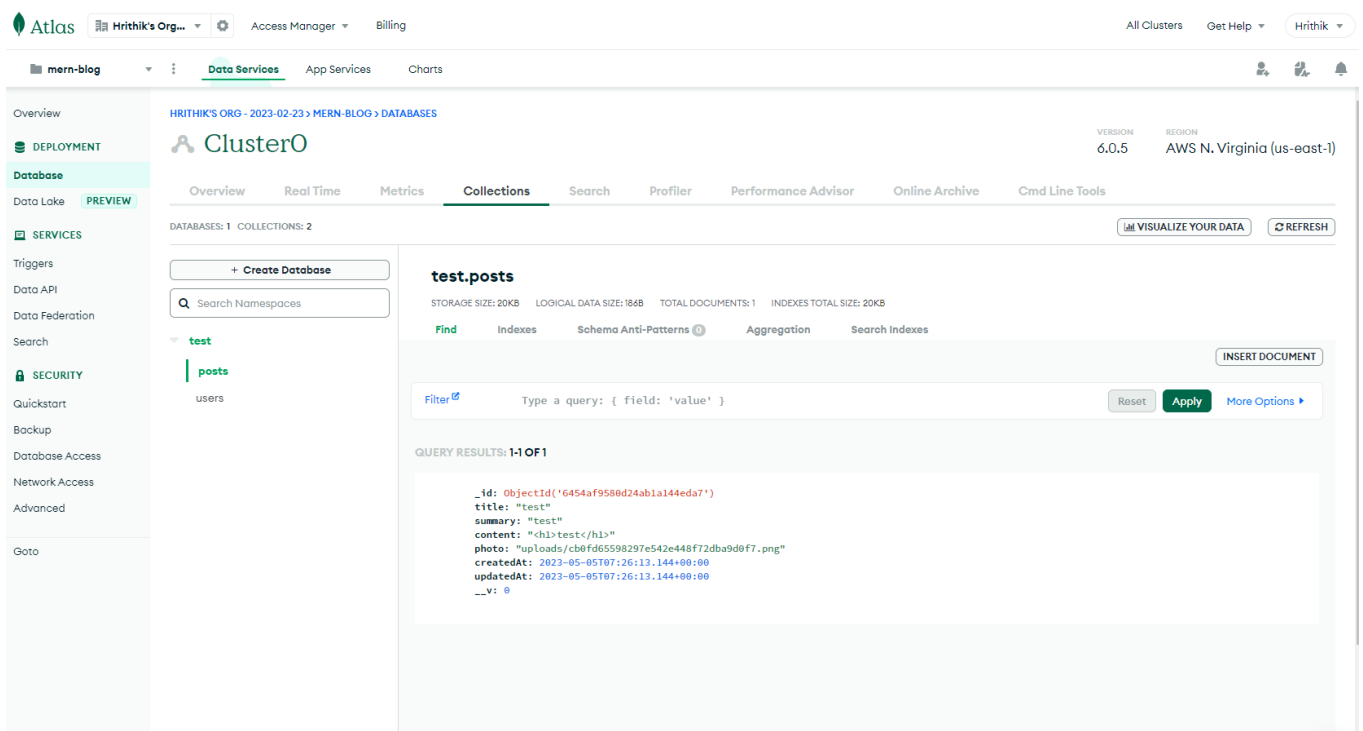 Atlas Hrithik's Org... Access Manager Billing All Clusters Get Help Hrithik
mern-blog Data Services App Services Charts
Overview
DEPLOYMENT
Database
Data Lake PREVIEW
SERVICES
Triggers
Data API
Data Federation
Search
SECURITY
Quickstart
Backup
Database Access
Network Access
Advanced
Goto
HRITHIK'S ORG - 2023-02-23 > MERN-BLOG > DATABASES
Cluster0
VERSION
6.0.5
REGION
AWS N. Virginia (us-east-1)
Overview Real Time Metrics Collections Search Profiler Performance Advisor Online Archive Cmd Line Tools
DATABASES: 1 COLLECTIONS: 2
VISUALIZE YOUR DATA REFRESH
+ Create Database
Search Namespaces
test
posts
users
test.posts
STORAGE SIZE: 20KB LOGICAL DATA SIZE: 186B TOTAL DOCUMENTS: 1 INDEXES TOTAL SIZE: 20KB
Find Indexes Schema Anti-Patterns 0 Aggregation Search Indexes
INSERT DOCUMENT
Filter Type a query: { field: 'value' } Reset Apply More Options
QUERY RESULTS: 1-1 OF 1
_id: ObjectId('6454af9580d24ab1a144eda7')
title: "test"
summary: "test"
content: "<h1>test</h1>"
photo: "uploads/cb0fd65598297e542e448f72dba9d0f7.png"
createdAt: 2023-05-05T07:26:13.144+00:00
updatedAt: 2023-05-05T07:26:13.144+00:00
__v: 0